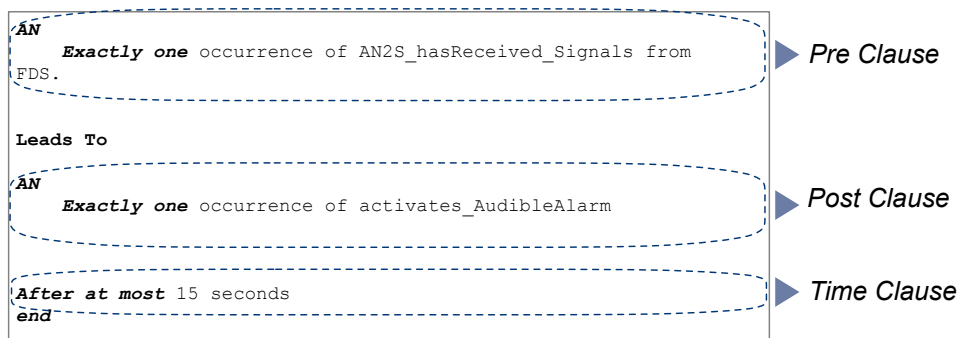 AN
Exactly one occurrence of AN2S_hasReceived_Signals from
FDS.
Pre Clause
Leads To
AN
Exactly one occurrence of activates_AudibleAlarm
Post Clause
After at most 15 seconds
end
Time Clause